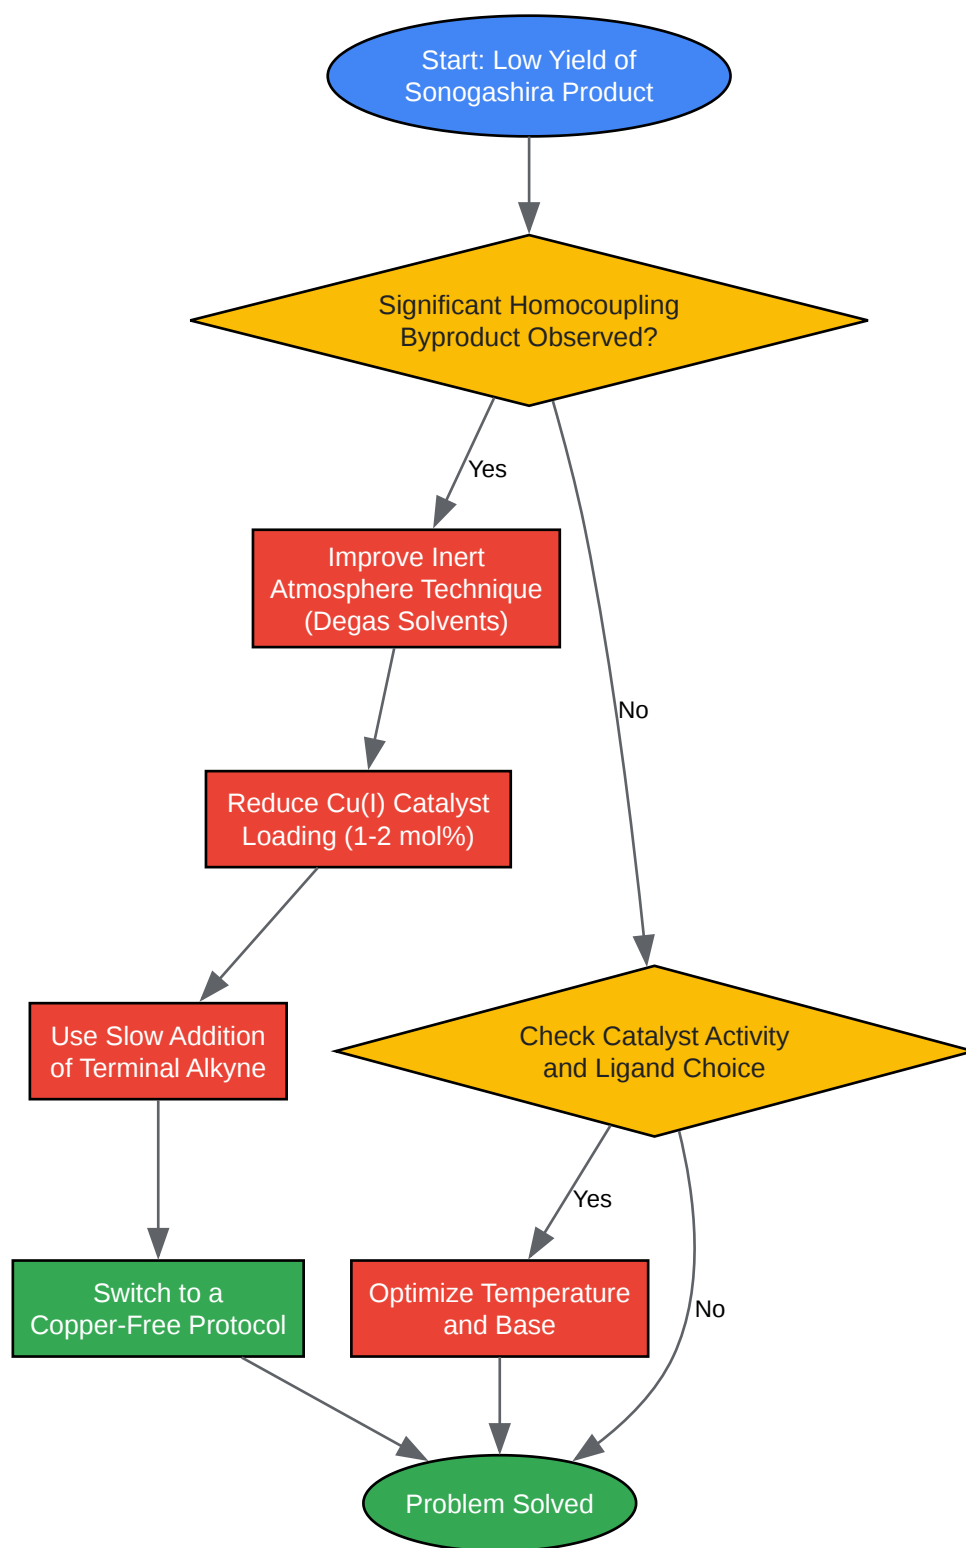 Start: Low Yield of
Sonogashira Product
Significant Homocoupling
Byproduct Observed?
Yes
Improve Inert
Atmosphere Technique
(Degas Solvents)
No
Reduce Cu(I) Catalyst
Loading (1-2 mol%)
Use Slow Addition
of Terminal Alkyne
Check Catalyst Activity
and Ligand Choice
Yes
Switch to a
Copper-Free Protocol
Optimize Temperature
and Base
No
Problem Solved